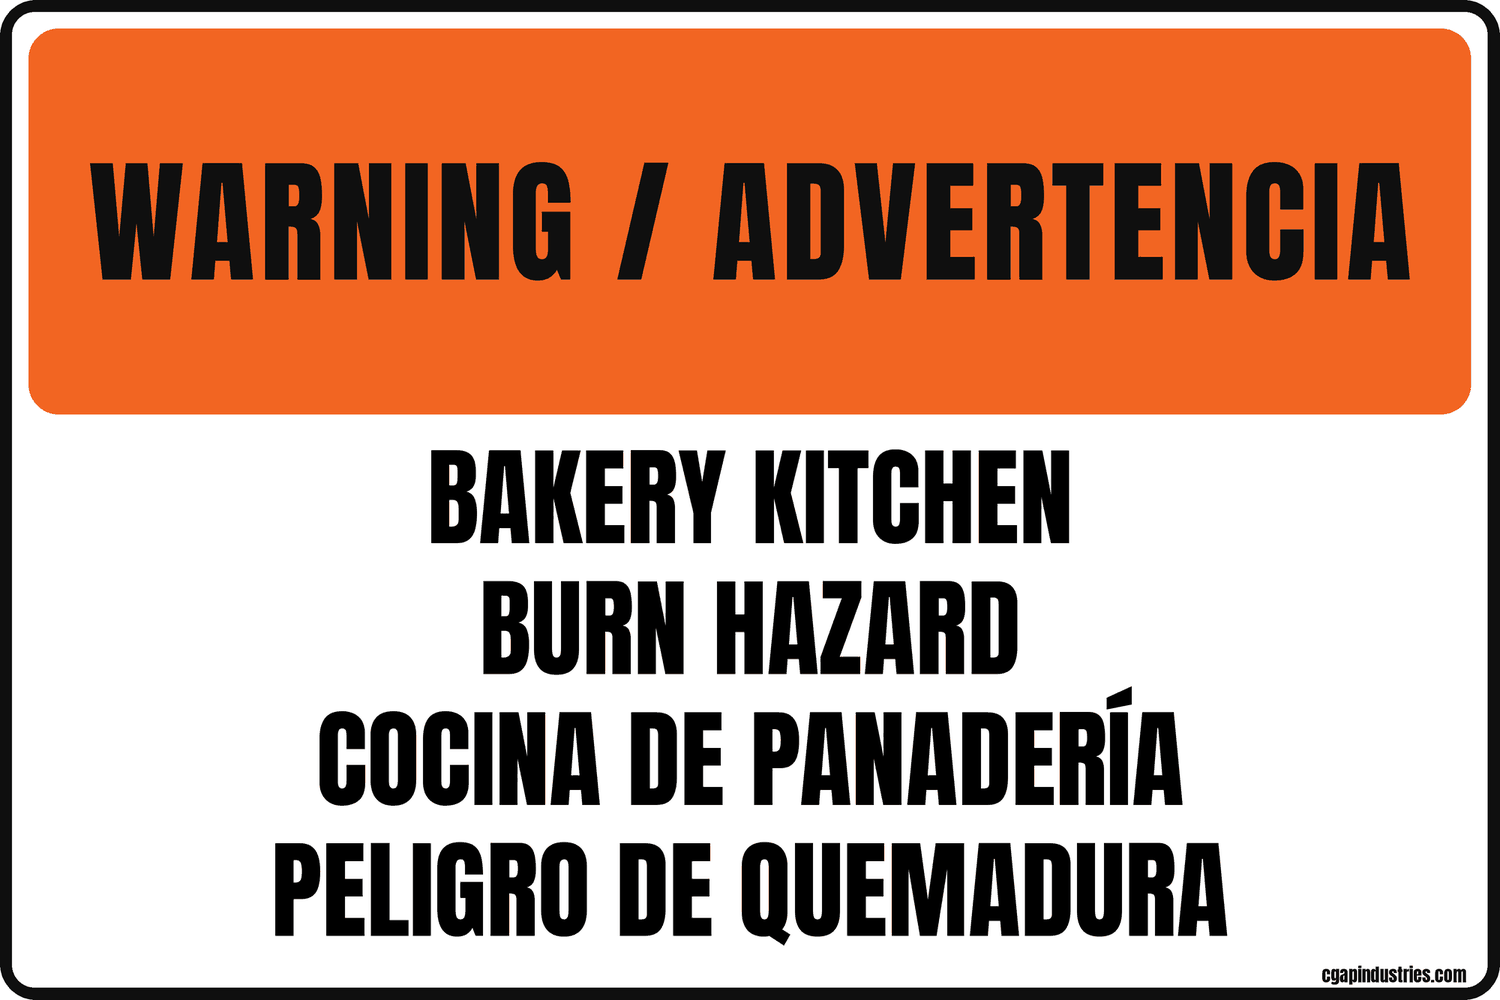 WARNING / ADVERTENCIA
BAKERY KITCHEN
BURN HAZARD
COCINA DE PANADERÍA
PELIGRO DE QUEMADURA
cgapindustries.com